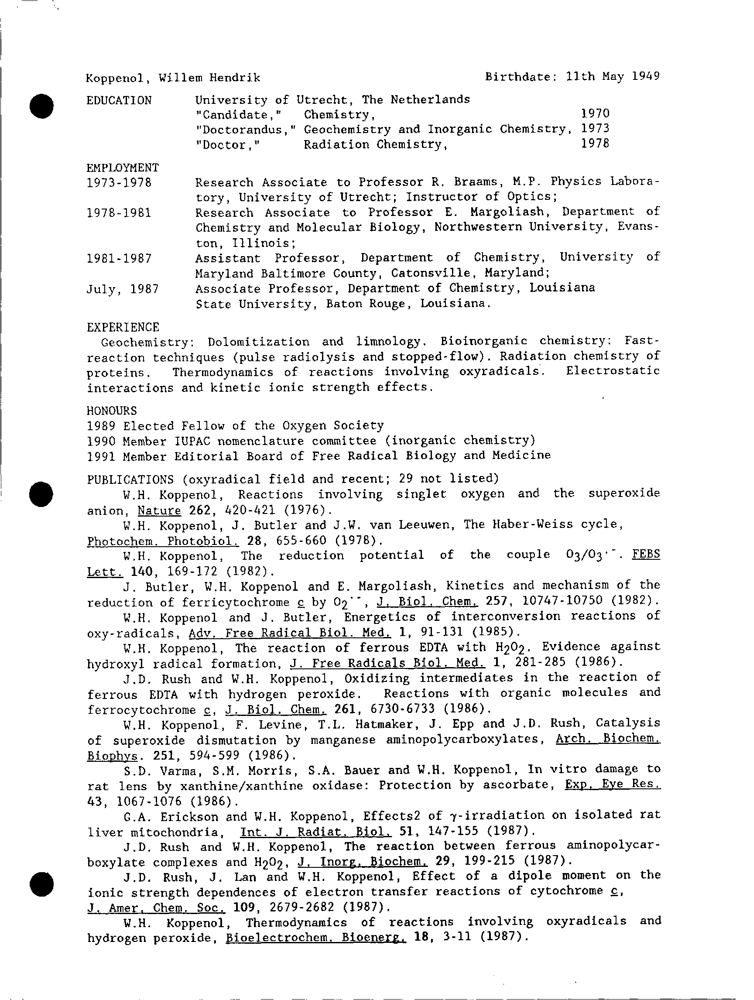 Koppenol, Willem Hendrik Birthdate: 11th May 1949
EDUCATION University of Utrecht, The Netherlands
"Candidate," Chemistry, 1970
"Doctorandus," Geochemistry and Inorganic Chemistry, 1973
"Doctor," Radiation Chemistry, 1978
EMPLOYMENT
1973-1978 Research Associate to Professor R. Braams, M.P. Physics Labora-
tory, University of Utrecht; Instructor of Optics;
1978-1981 Research Associate to Professor E. Margoliash, Department of
Chemistry and Molecular Biology, Northwestern University, Evans-
ton, Illinois;
1981-1987 Assistant Professor, Department of Chemistry, University of
Maryland Baltimore County, Catonsville, Maryland;
July, 1987 Associate Professor, Department of Chemistry, Louisiana
State University, Baton Rouge, Louisiana.
EXPERIENCE
Geochemistry: Dolomitization and limnology. Bioinorganic chemistry: Fast-
reaction techniques (pulse radiolysis and stopped-flow). Radiation chemistry of
proteins. Thermodynamics of reactions involving oxyradicals. Electrostatic
interactions and kinetic ionic strength effects.
HONOURS
1989 Elected Fellow of the Oxygen Society
1990 Member IUPAC nomenclature committee (inorganic chemistry)
1991 Member Editorial Board of Free Radical Biology and Medicine
PUBLICATIONS (oxyradical field and recent; 29 not listed)
W.H. Koppenol, Reactions involving singlet oxygen and the superoxide
anion, Nature 262, 420-421 (1976).
W.H. Koppenol, J. Butler and J.W. van Leeuwen, The Haber-Weiss cycle,
Photochem. Photobiol. 28, 655-660 (1978).
W.H. Koppenol, The reduction potential of the couple O3/O3·-. FEBS
Lett. 140, 169-172 (1982).
J. Butler, W.H. Koppenol and E. Margoliash, Kinetics and mechanism of the
reduction of ferricytochrome c by O2·-, J. Biol. Chem. 257, 10747-10750 (1982).
W.H. Koppenol and J. Butler, Energetics of interconversion reactions of
oxy-radicals, Adv. Free Radical Biol. Med. 1, 91-131 (1985).
W.H. Koppenol, The reaction of ferrous EDTA with H2O2. Evidence against
hydroxyl radical formation, J. Free Radicals Biol. Med. 1, 281-285 (1986).
J.D. Rush and W.H. Koppenol, Oxidizing intermediates in the reaction of
ferrous EDTA with hydrogen peroxide. Reactions with organic molecules and
ferrocytochrome c, J. Biol. Chem. 261, 6730-6733 (1986).
W.H. Koppenol, F. Levine, T.L. Hatmaker, J. Epp and J.D. Rush, Catalysis
of superoxide dismutation by manganese aminopolycarboxylates, Arch. Biochem.
Biophys. 251, 594-599 (1986).
S.D. Varma, S.M. Morris, S.A. Bauer and W.H. Koppenol, In vitro damage to
rat lens by xanthine/xanthine oxidase: Protection by ascorbate, Exp. Eye Res.
43, 1067-1076 (1986).
G.A. Erickson and W.H. Koppenol, Effects2 of γ-irradiation on isolated rat
liver mitochondria, Int. J. Radiat. Biol. 51, 147-155 (1987).
J.D. Rush and W.H. Koppenol, The reaction between ferrous aminopolycar-
boxylate complexes and H2O2, J. Inorg. Biochem. 29, 199-215 (1987).
J.D. Rush, J. Lan and W.H. Koppenol, Effect of a dipole moment on the
ionic strength dependences of electron transfer reactions of cytochrome c,
J. Amer. Chem. Soc. 109, 2679-2682 (1987).
W.H. Koppenol, Thermodynamics of reactions involving oxyradicals and
hydrogen peroxide, Bioelectrochem. Bioenerg. 18, 3-11 (1987).